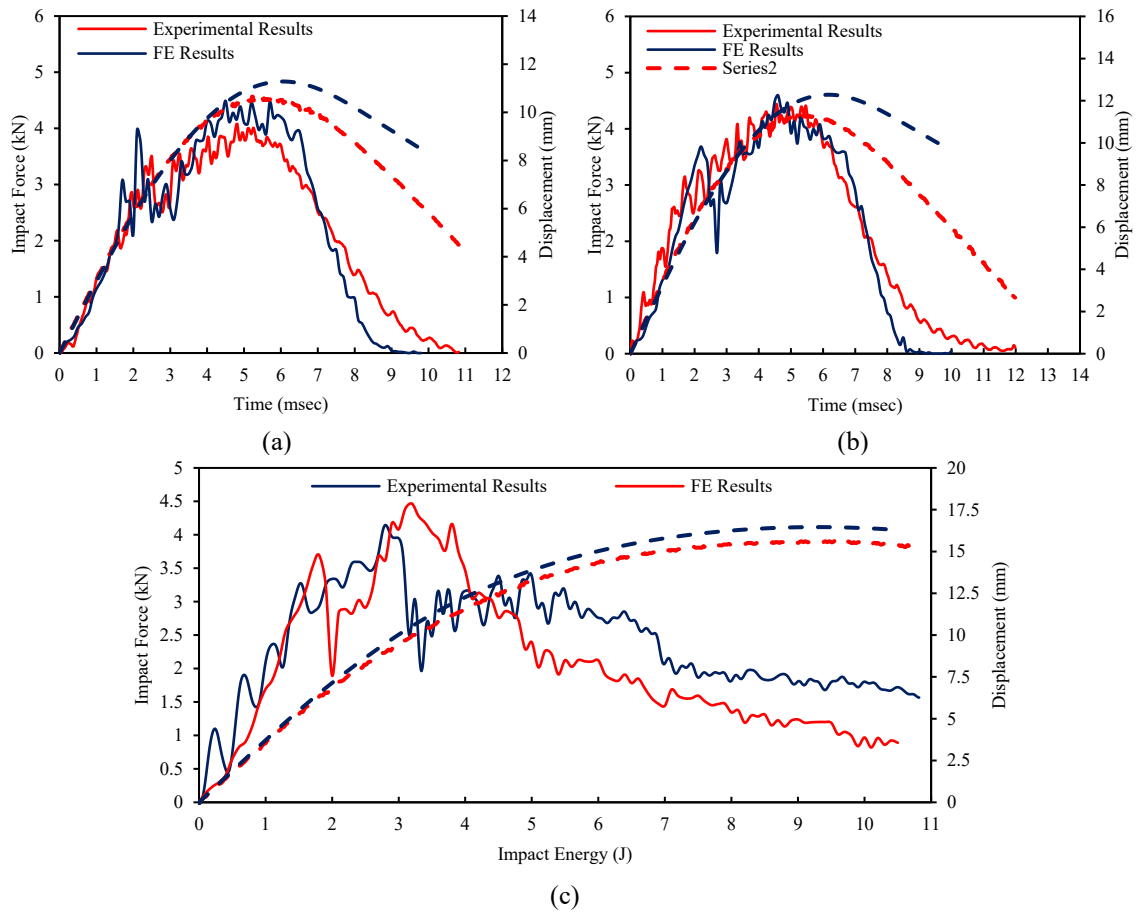 6
5
4
3
2
1
0
Impact Force (kN)
Experimental Results
FE Results
14
12
10
8
6
4
2
0
Displacement (mm)
0 1 2 3 4 5 6 7 8 9 10 11 12
Time (msec)
(a)
6
5
4
3
2
1
0
Impact Force (kN)
Experimental Results
FE Results
Series2
16
14
12
10
8
6
4
2
0
Displacement (mm)
0 1 2 3 4 5 6 7 8 9 10 11 12 13 14
Time (msec)
(b)
5
4.5
4
3.5
3
2.5
2
1.5
1
0.5
0
Impact Force (kN)
Experimental Results FE Results
20
17.5
15
12.5
10
7.5
5
2.5
0
Displacement (mm)
0 1 2 3 4 5 6 7 8 9 10 11
Impact Energy (J)
(c)